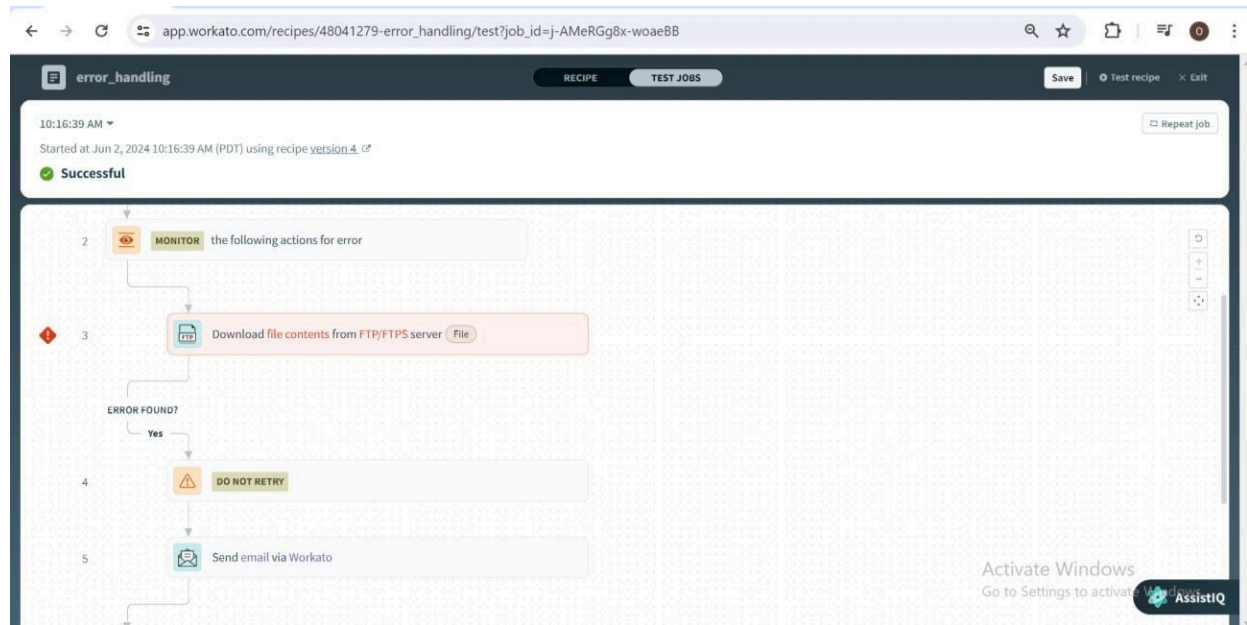 app.workato.com/recipes/48041279-error_handling/test?job_id=j-AMeRGg8x-woaeBB
O
error_handling
RECIPE
TEST JOBS
Save
Test recipe
Exit
10:16:39 AM
Repeat job
Started at Jun 2, 2024 10:16:39 AM (PDT) using recipe version 4
Successful
2
MONITOR the following actions for error
3
Download file contents from FTP/FTPS server File
FTP
ERROR FOUND?
Yes
4
DO NOT RETRY
5
Send email via Workato
Activate Windows
Go to Settings to activate Windows.
AssistIQ